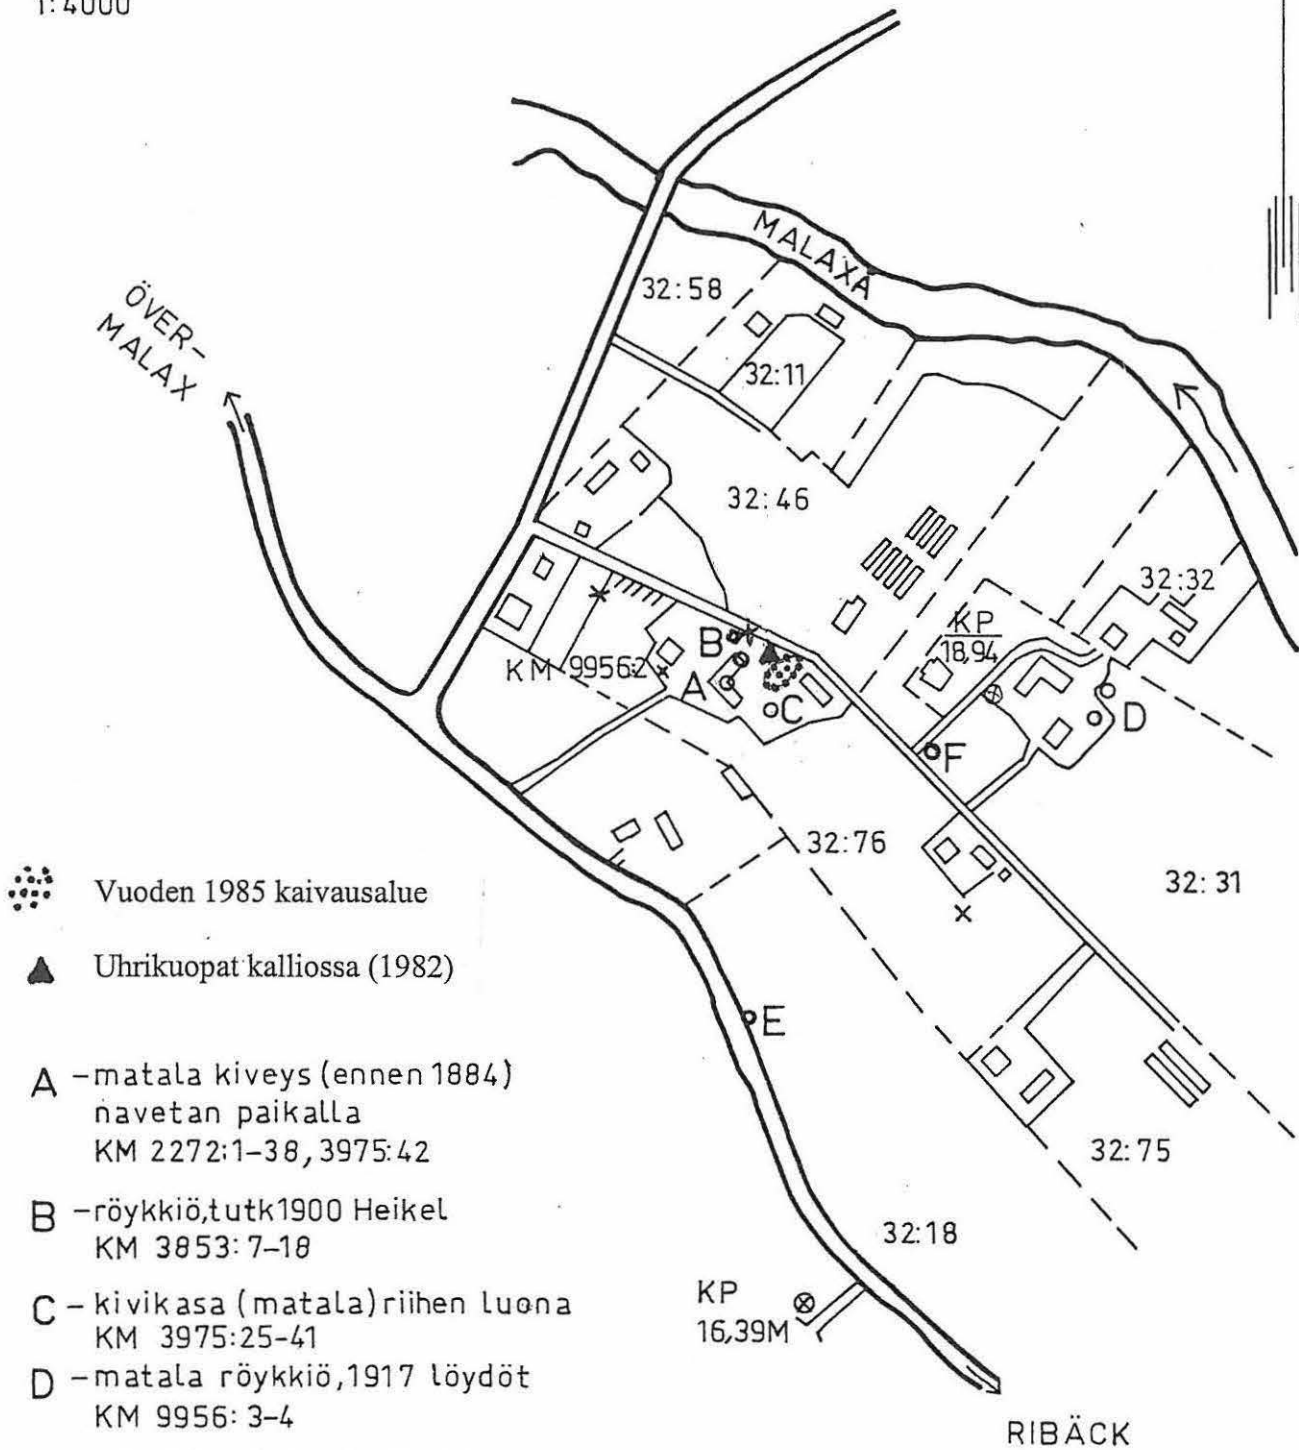 1:4000
MALAXÅ
ÖVER-
MALAX
32:58
32:11
32:46
32:32
KP
18,94
B
KM 9956:2
A
C
D
F
32:76
32:31
Vuoden 1985 kaivausalue
Uhrikuopat kalliossa (1982)
E
A -matala kiveys (ennen 1884)
navetan paikalla
KM 2272:1-38, 3975:42
32:75
B -röykkiö,tutk1900 Heikel
KM 3853:7-18
32:18
C - kivikasa (matala) riihen luona
KM 3975:25-41
KP
16,39M
D -matala röykkiö,1917 löydöt
KM 9956:3-4
RIBÄCK